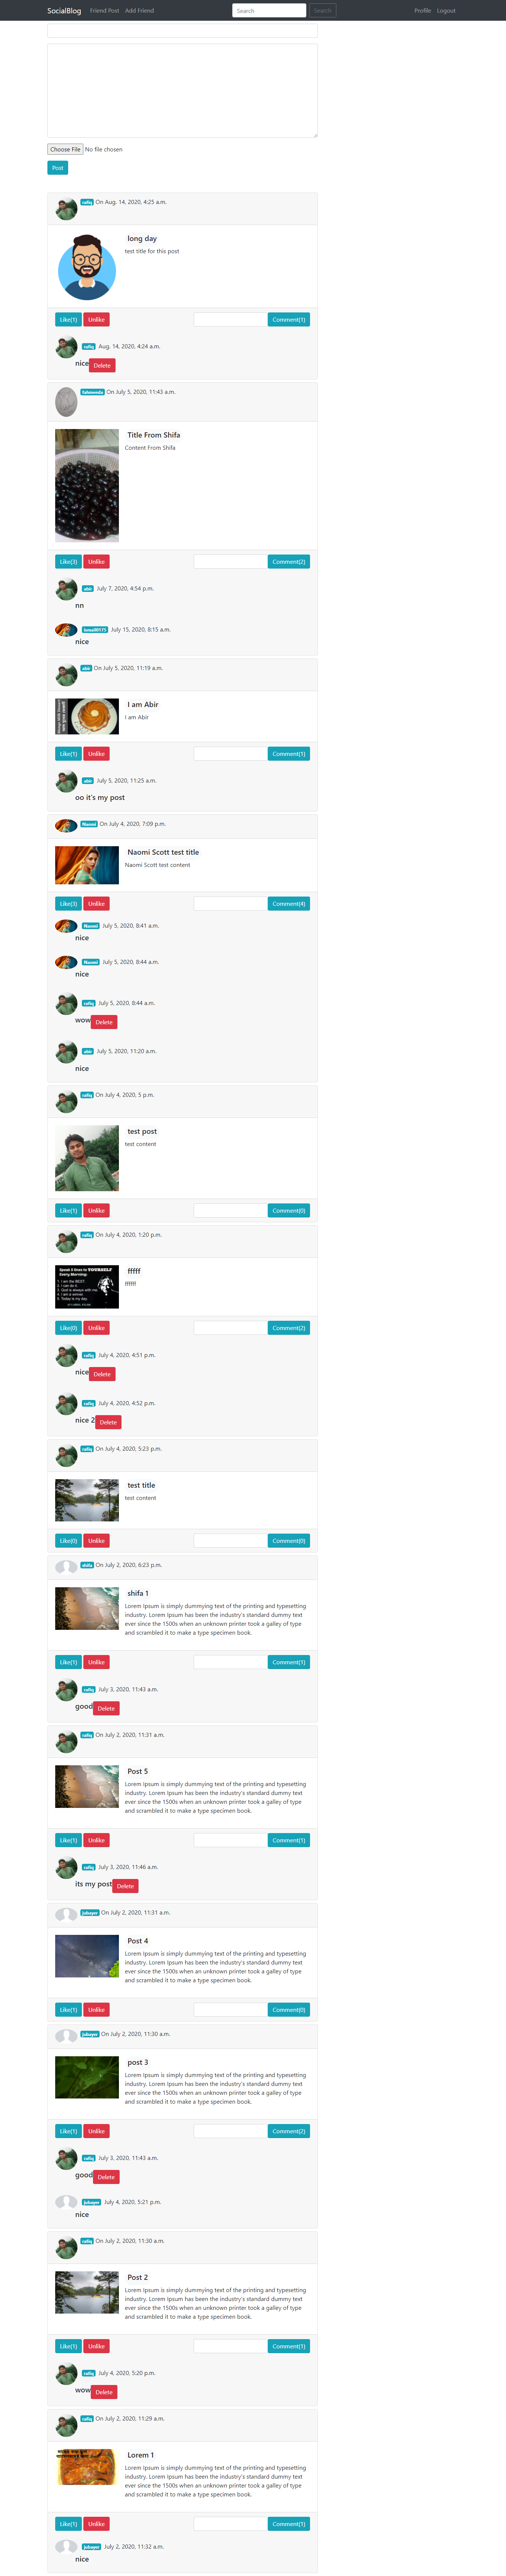 SocialBlog Friend Post Add Friend Search Search Profile Logout
Choose File No file chosen
Post
rafiq On Aug. 14, 2020, 4:25 a.m.
long day
test title for this post
Like(1) Unlike Comment(1)
rafiq Aug. 14, 2020, 4:24 a.m.
nice Delete
On July 5, 2020, 11:43 a.m.
Title From Shifa
Content From Shifa
Like(3) Unlike Comment(2)
abir July 7, 2020, 4:54 p.m.
nn
July 15, 2020, 8:15 a.m.
nice
abir On July 5, 2020, 11:19 a.m.
I am Abir
I am Abir
Like(1) Unlike Comment(1)
abir July 5, 2020, 11:25 a.m.
oo it's my post
Naomi On July 4, 2020, 7:09 p.m.
Naomi Scott test title
Naomi Scott test content
Like(3) Unlike Comment(4)
Naomi July 5, 2020, 8:41 a.m.
nice
Naomi July 5, 2020, 8:44 a.m.
nice
rafiq July 5, 2020, 8:44 a.m.
wow Delete
abir July 5, 2020, 11:20 a.m.
nice
rafiq On July 4, 2020, 5 p.m.
test post
test content
Like(1) Unlike Comment(0)
rafiq On July 4, 2020, 1:20 p.m.
fffff
Speak 5 lines to YOURSELF
Every Morning:
1. I am the BEST.
2. I can do it.
3. God is always with me.
4. I am a winner.
5. Today is my day.
ffffff
Like(0) Unlike Comment(2)
rafiq July 4, 2020, 4:51 p.m.
nice Delete
rafiq July 4, 2020, 4:52 p.m.
nice 2 Delete
rafiq On July 4, 2020, 5:23 p.m.
test title
test content
Like(0) Unlike Comment(0)
shifa On July 2, 2020, 6:23 p.m.
shifa 1
Lorem Ipsum is simply dummying text of the printing and typesetting
industry. Lorem Ipsum has been the industry's standard dummy text
ever since the 1500s when an unknown printer took a galley of type
and scrambled it to make a type specimen book.
Like(1) Unlike Comment(1)
rafiq July 3, 2020, 11:43 a.m.
good Delete
rafiq On July 2, 2020, 11:31 a.m.
Post 5
Lorem Ipsum is simply dummying text of the printing and typesetting
industry. Lorem Ipsum has been the industry's standard dummy text
ever since the 1500s when an unknown printer took a galley of type
and scrambled it to make a type specimen book.
Like(1) Unlike Comment(1)
rafiq July 3, 2020, 11:46 a.m.
its my post Delete
jubayer On July 2, 2020, 11:31 a.m.
Post 4
Lorem Ipsum is simply dummying text of the printing and typesetting
industry. Lorem Ipsum has been the industry's standard dummy text
ever since the 1500s when an unknown printer took a galley of type
and scrambled it to make a type specimen book.
Like(1) Unlike Comment(0)
jubayer On July 2, 2020, 11:30 a.m.
post 3
Lorem Ipsum is simply dummying text of the printing and typesetting
industry. Lorem Ipsum has been the industry's standard dummy text
ever since the 1500s when an unknown printer took a galley of type
and scrambled it to make a type specimen book.
Like(1) Unlike Comment(2)
rafiq July 3, 2020, 11:43 a.m.
good Delete
jubayer July 4, 2020, 5:21 p.m.
nice
rafiq On July 2, 2020, 11:30 a.m.
Post 2
Lorem Ipsum is simply dummying text of the printing and typesetting
industry. Lorem Ipsum has been the industry's standard dummy text
ever since the 1500s when an unknown printer took a galley of type
and scrambled it to make a type specimen book.
Like(1) Unlike Comment(1)
rafiq July 4, 2020, 5:20 p.m.
wow Delete
rafiq On July 2, 2020, 11:29 a.m.
Lorem 1
Lorem Ipsum is simply dummying text of the printing and typesetting
industry. Lorem Ipsum has been the industry's standard dummy text
ever since the 1500s when an unknown printer took a galley of type
and scrambled it to make a type specimen book.
Like(1) Unlike Comment(1)
jubayer July 2, 2020, 11:32 a.m.
nice